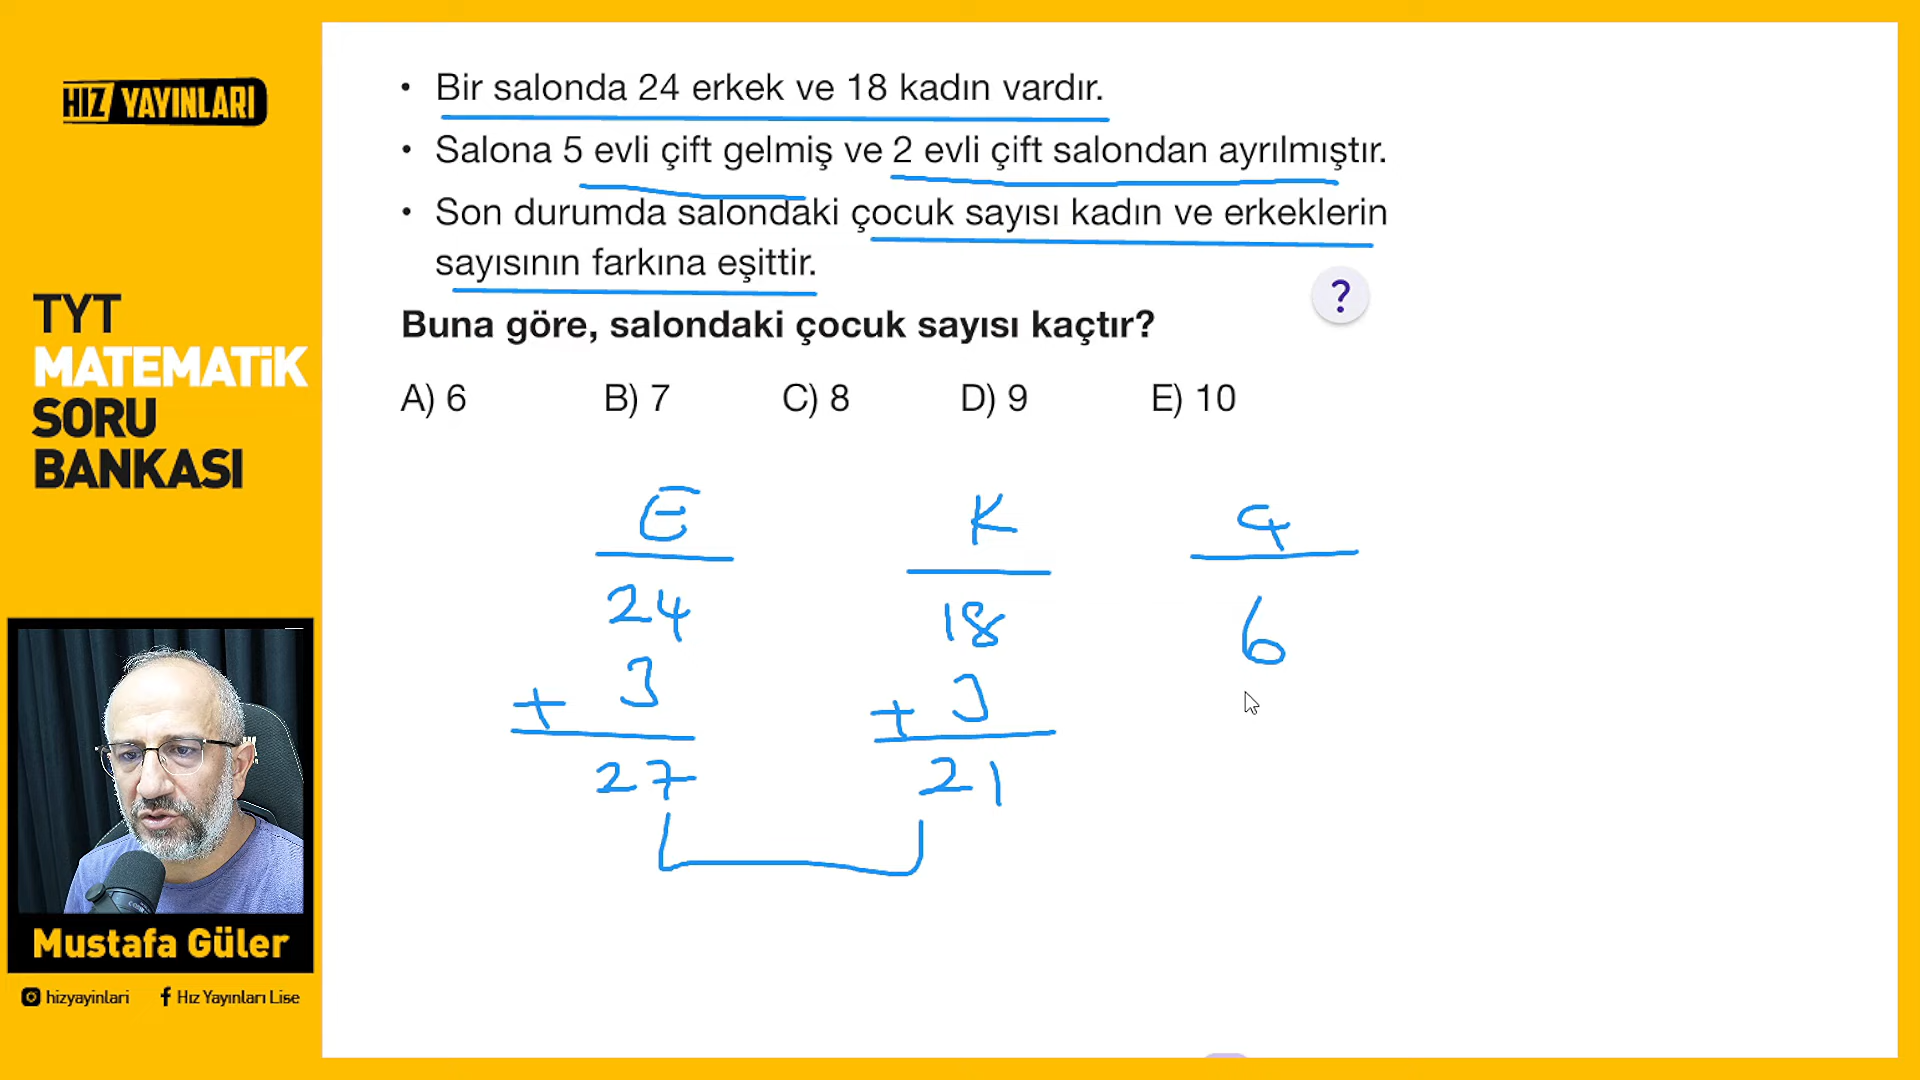 HIZ YAYINLARI
TYT
MATEMATİK
SORU
BANKASI
Mustafa Güler
hizyayinlari
Hız Yayınları Lise
• Bir salonda 24 erkek ve 18 kadın vardır.
• Salona 5 evli çift gelmiş ve 2 evli çift salondan ayrılmıştır.
• Son durumda salondaki çocuk sayısı kadın ve erkeklerin
sayısının farkına eşittir.
?
Buna göre, salondaki çocuk sayısı kaçtır?
A) 6 B) 7 C) 8 D) 9 E) 10
E K Ç
24 18 6
+ 3 + 3
27 21